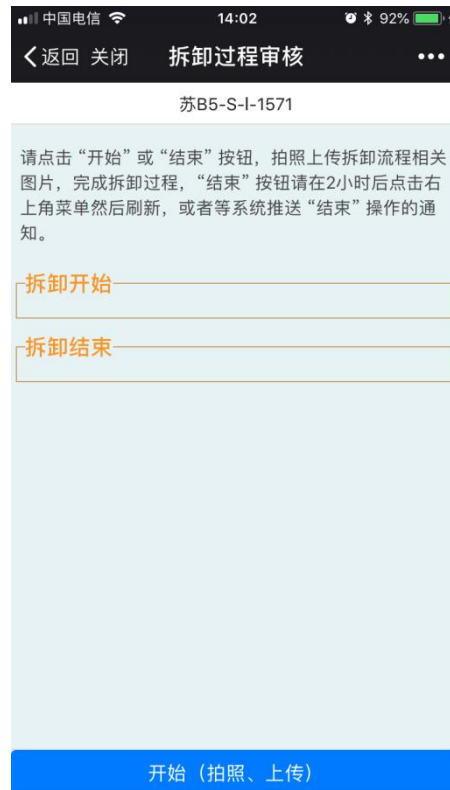 中国电信 14:02 92%
返回 关闭 拆卸过程审核
苏B5-S-I-1571
请点击“开始”或“结束”按钮，拍照上传拆卸流程相关
图片，完成拆卸过程，“结束”按钮请在2小时后点击右
上角菜单然后刷新，或者等系统推送“结束”操作的通
知。
拆卸开始
拆卸结束
开始（拍照、上传）